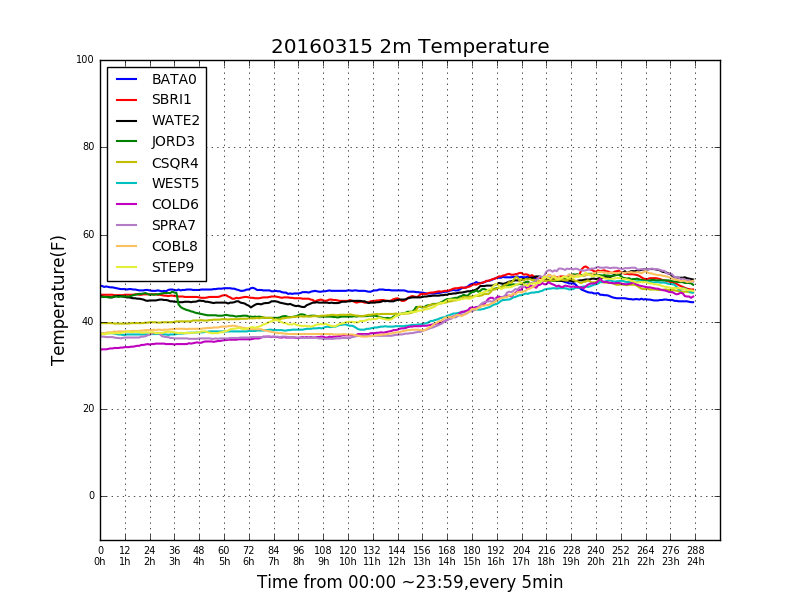 20160315 2m Temperature
100
80
60
40
20
0
Temperature(F)
BATA0
SBRI1
WATE2
JORD3
CSQR4
WEST5
COLD6
SPRA7
COBL8
STEP9
0 12 24 36 48 60 72 84 96 108 120 132 144 156 168 180 192 204 216 228 240 252 264 276 288
0h 1h 2h 3h 4h 5h 6h 7h 8h 9h 10h 11h 12h 13h 14h 15h 16h 17h 18h 19h 20h 21h 22h 23h 24h
Time from 00:00 ~23:59,every 5min